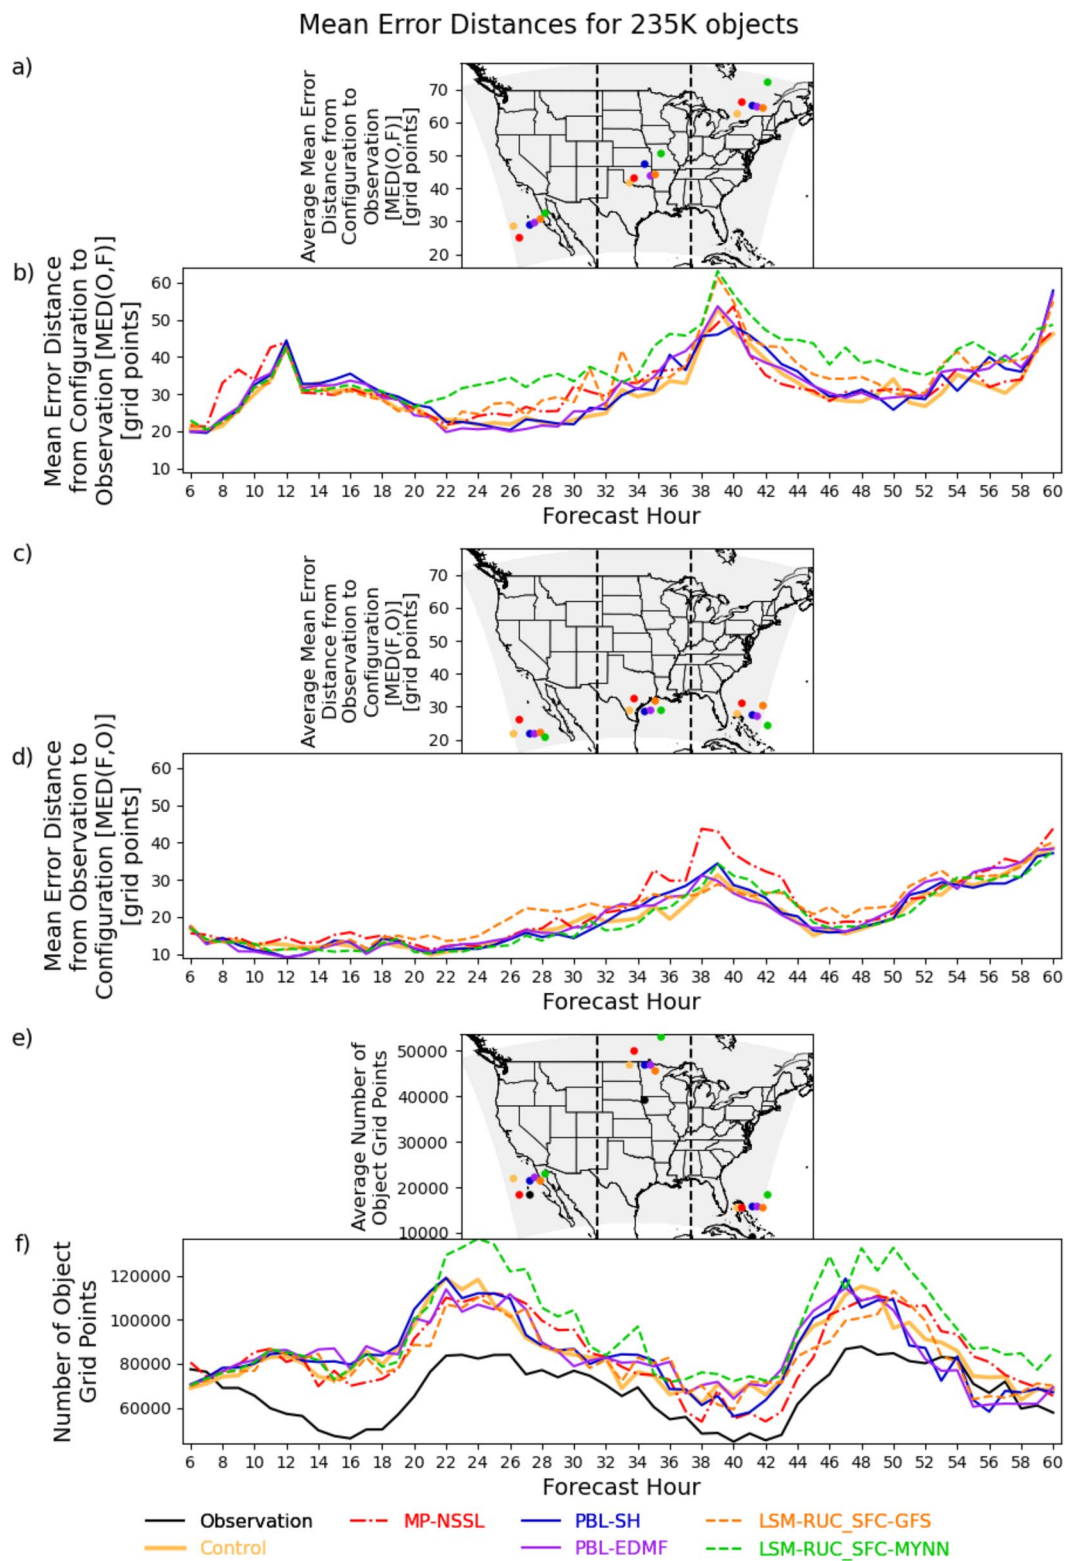 Mean Error Distances for 235K objects
a)
Average Mean Error
Distance from
Configuration to
Observation
[MED(O,F)]
[grid points]
70
60
50
40
30
20
b)
Mean Error Distance
from Configuration to
Observation [MED(O,F)]
[grid points]
60
50
40
30
20
10
6 8 10 12 14 16 18 20 22 24 26 28 30 32 34 36 38 40 42 44 46 48 50 52 54 56 58 60
Forecast Hour
c)
Average Mean Error
Distance from
Observation to
Configuration
[MED(F,O)]
[grid points]
70
60
50
40
30
20
d)
Mean Error Distance
from Observation to
Configuration [MED(F,O)]
[grid points]
60
50
40
30
20
10
6 8 10 12 14 16 18 20 22 24 26 28 30 32 34 36 38 40 42 44 46 48 50 52 54 56 58 60
Forecast Hour
e)
Average Number of
Object Grid Points
50000
40000
30000
20000
10000
f)
Number of Object
Grid Points
120000
100000
80000
60000
6 8 10 12 14 16 18 20 22 24 26 28 30 32 34 36 38 40 42 44 46 48 50 52 54 56 58 60
Forecast Hour
Observation MP-NSSL PBL-SH LSM-RUC_SFC-GFS
Control PBL-EDMF LSM-RUC_SFC-MYNN